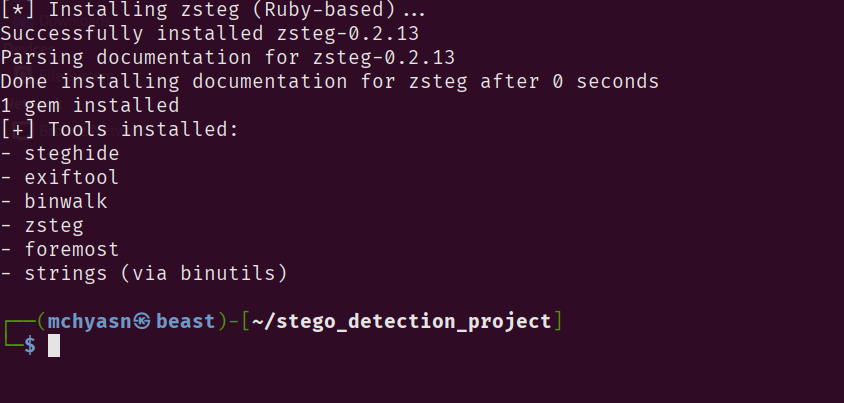 [*] Installing zsteg (Ruby-based)...
Successfully installed zsteg-0.2.13
Parsing documentation for zsteg-0.2.13
Done installing documentation for zsteg after 0 seconds
1 gem installed
[+] Tools installed:
- steghide
- exiftool
- binwalk
- zsteg
- foremost
- strings (via binutils)
┌──(mchyasn㉿beast)-[~/stego_detection_project]
└─$